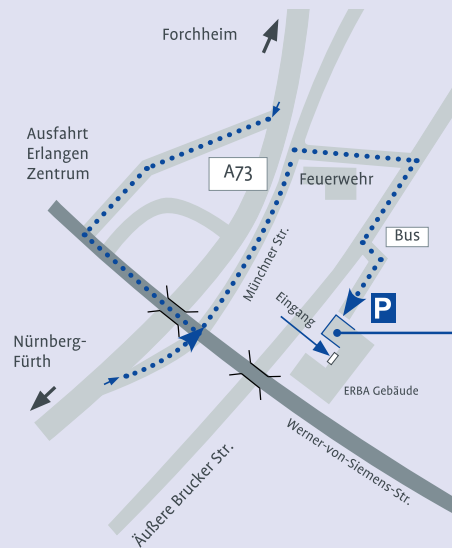 Forchheim
Ausfahrt
Erlangen
Zentrum
A73
Feuerwehr
Bus
Münchner Str.
Eingang
P
Nürnberg-
Fürth
ERBA Gebäude
Werner-von-Siemens-Str.
Äußere Brucker Str.